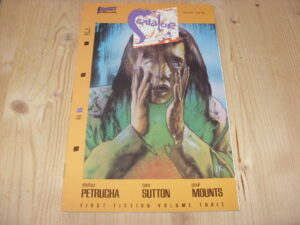 Squalor
stefan
PETRUCHA
tom
SUTTON
paul
MOUNTS
FIRST FICTION VOLUME THREE